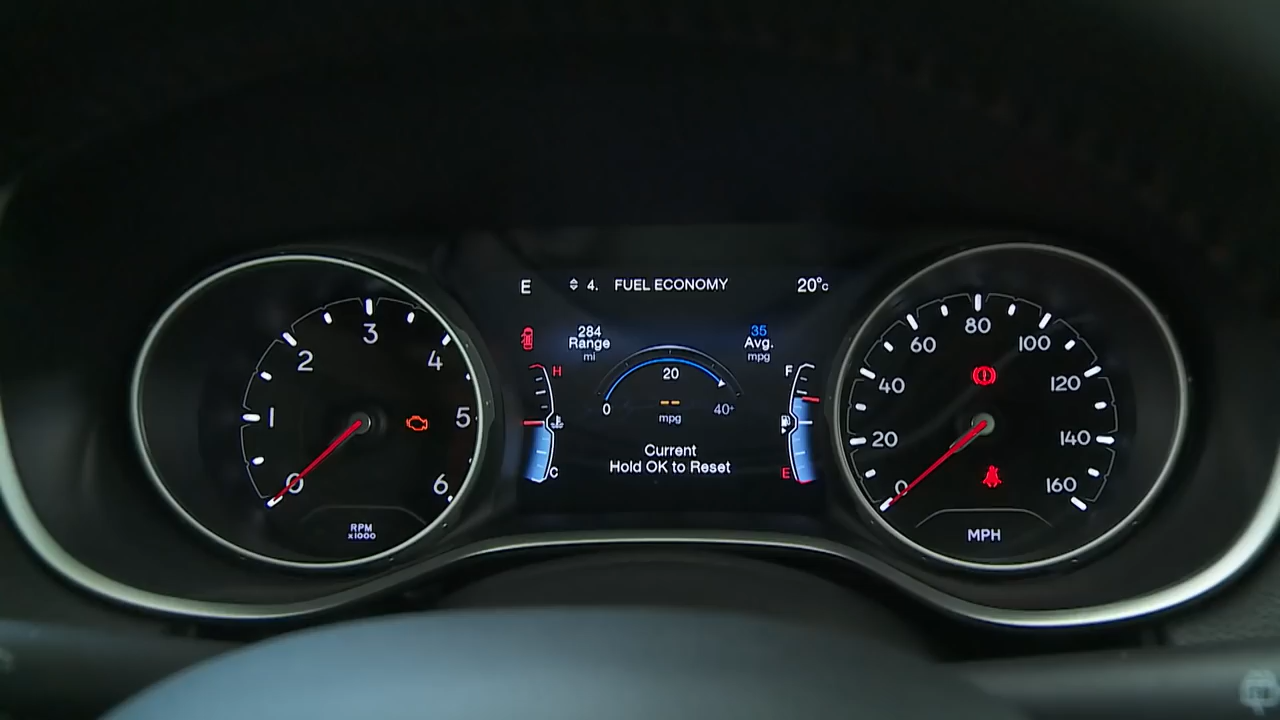 E
4. FUEL ECONOMY
20°C
284
Range
mi
35
Avg.
mpg
H
C
0
20
40+
--
mpg
F
E
Current
Hold OK to Reset
0
1
2
3
4
5
6
RPM
x1000
0
20
40
60
80
100
120
140
160
MPH